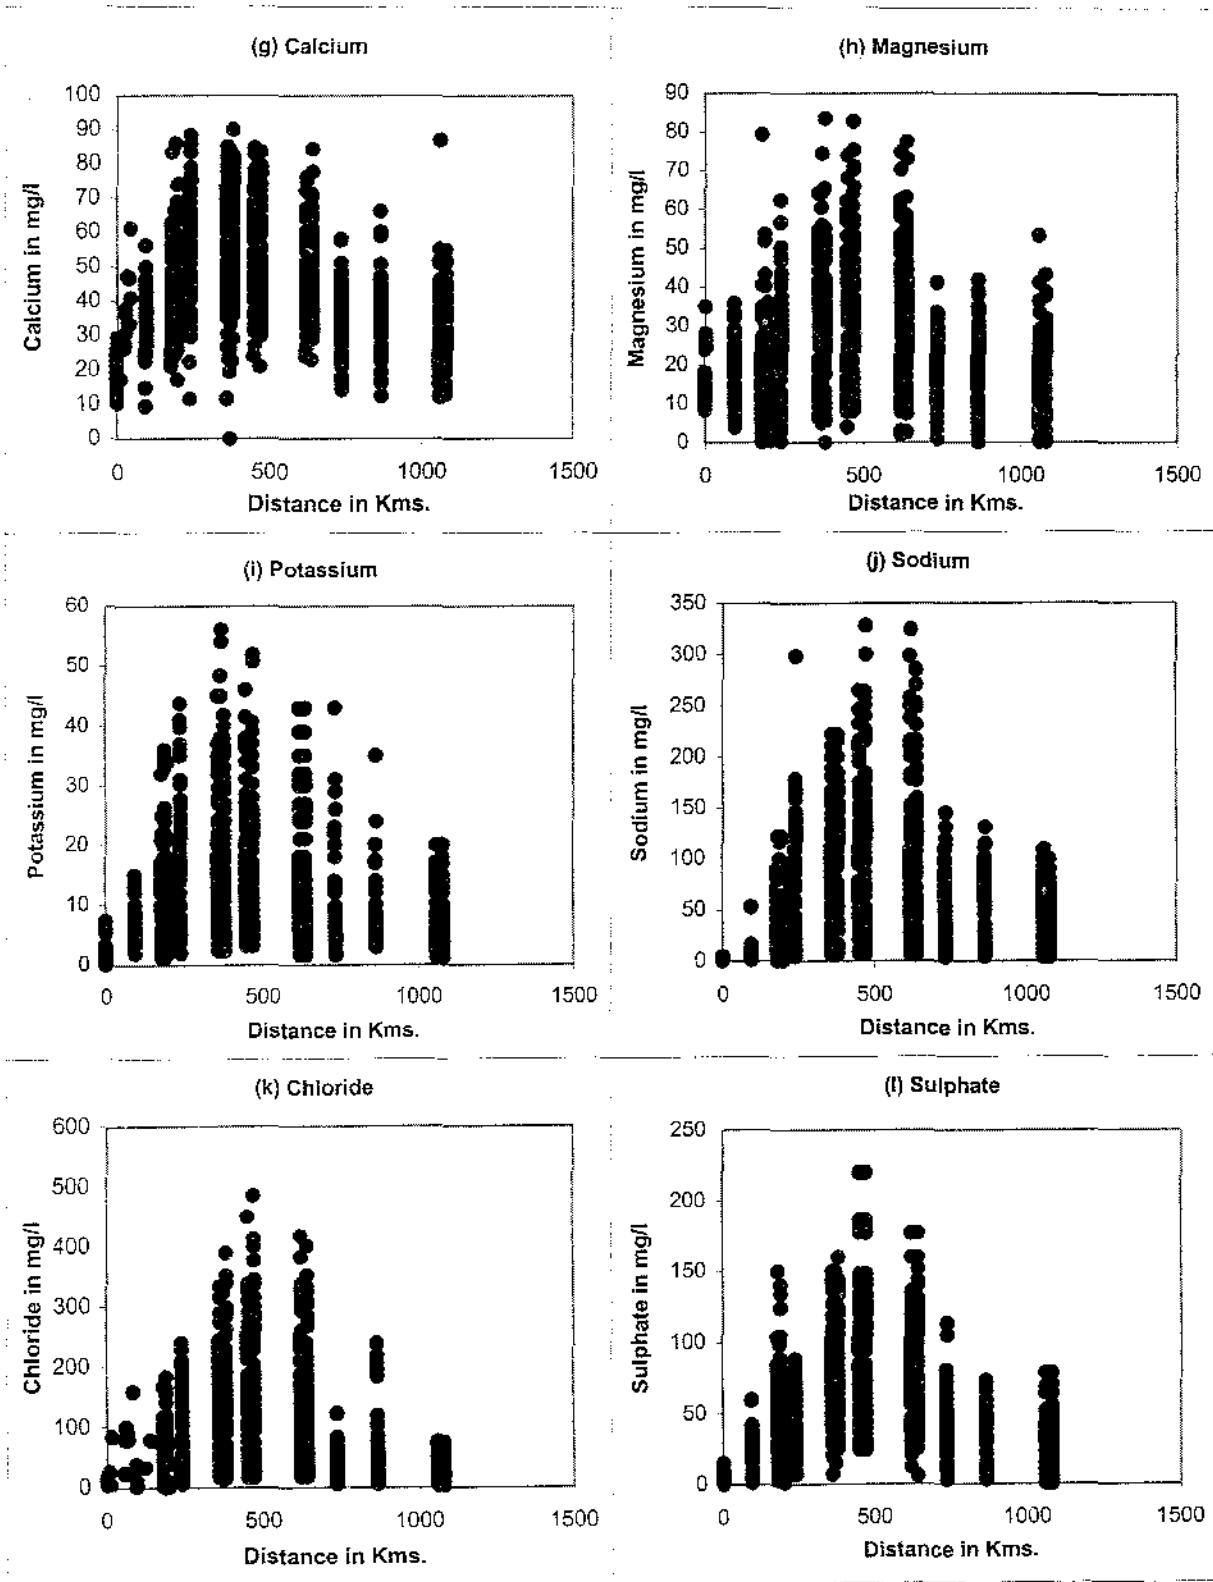 (g) Calcium
100
90
80
70
60
50
40
30
20
10
0
Calcium in mg/l
0 500 1000 1500
Distance in Kms.
(h) Magnesium
90
80
70
60
50
40
30
20
10
0
Magnesium in mg/l
0 500 1000 1500
Distance in Kms.
(i) Potassium
60
50
40
30
20
10
0
Potassium in mg/l
0 500 1000 1500
Distance in Kms.
(j) Sodium
350
300
250
200
150
100
50
0
Sodium in mg/l
0 500 1000 1500
Distance in Kms.
(k) Chloride
600
500
400
300
200
100
0
Chloride in mg/l
0 500 1000 1500
Distance in Kms.
(l) Sulphate
250
200
150
100
50
0
Sulphate in mg/l
0 500 1000 1500
Distance in Kms.